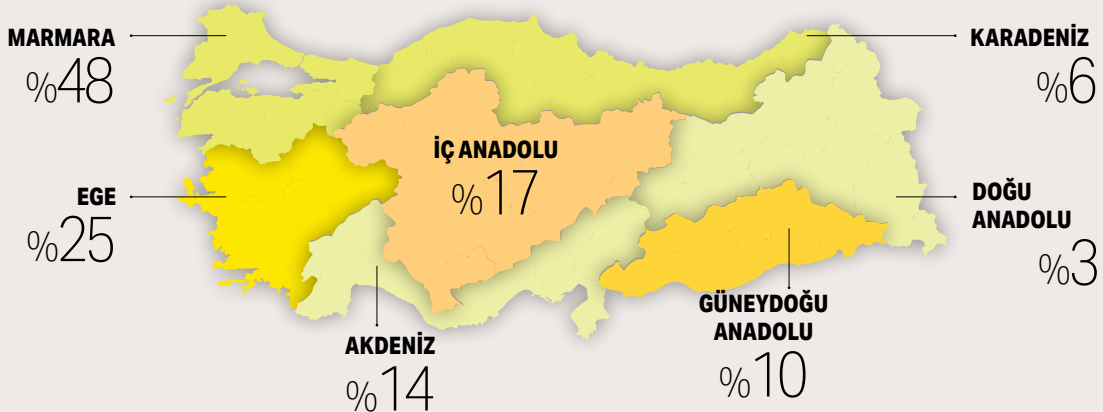 MARMARA
%48
KARADENİZ
%6
İÇ ANADOLU
%17
EGE
%25
DOĞU
ANADOLU
%3
GÜNEYDOĞU
ANADOLU
%10
AKDENİZ
%14